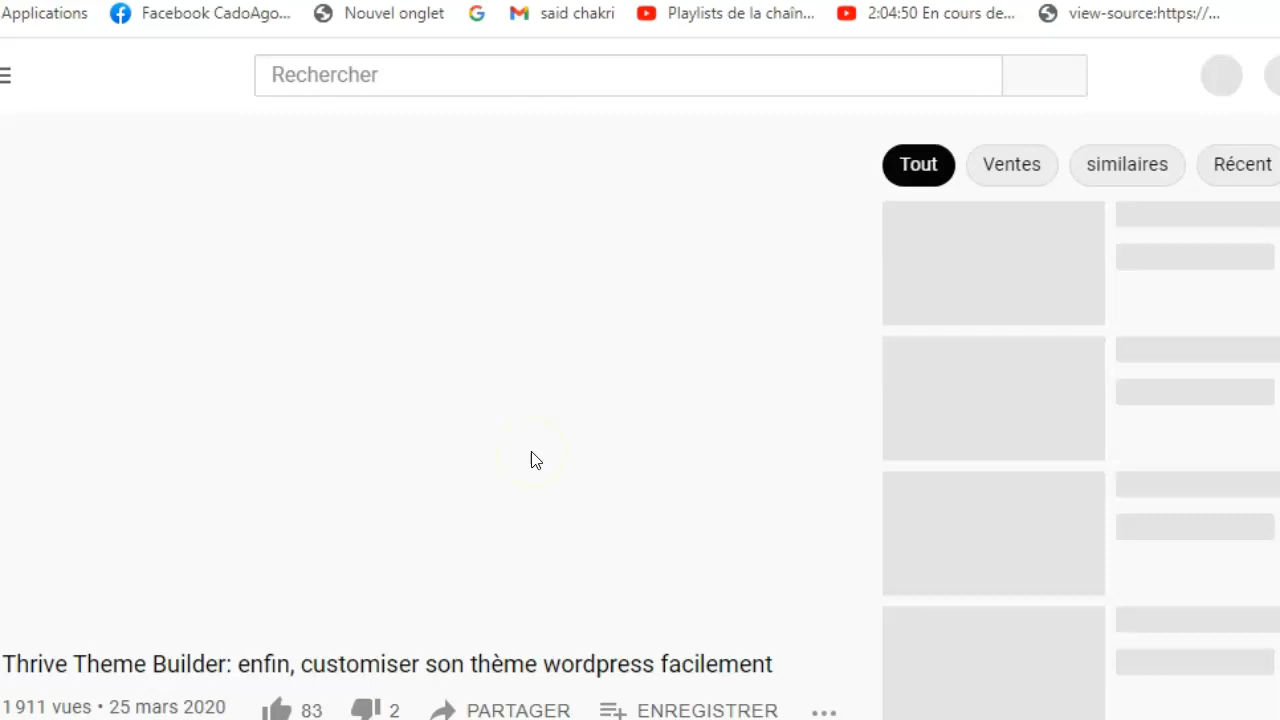 Applications Facebook CadoAgo... Nouvel onglet said chakri Playlists de la chaîn... 2:04:50 En cours de... view-source:https://...
Rechercher
Tout Ventes similaires Récent
Thrive Theme Builder: enfin, customiser son thème wordpress facilement
1 911 vues • 25 mars 2020 83 2 PARTAGER ENREGISTRER